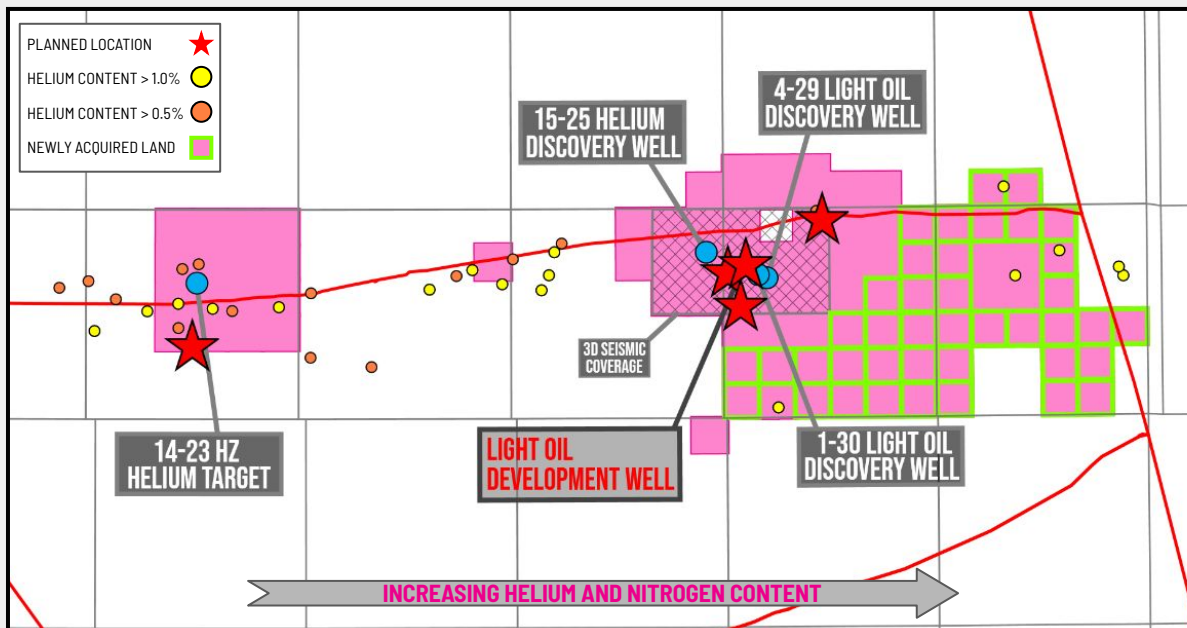 PLANNED LOCATION
HELIUM CONTENT > 1.0%
HELIUM CONTENT > 0.5%
NEWLY ACQUIRED LAND
4-29 LIGHT OIL
DISCOVERY WELL
15-25 HELIUM
DISCOVERY WELL
3D SEISMIC
COVERAGE
14-23 HZ
HELIUM TARGET
LIGHT OIL
DEVELOPMENT WELL
1-30 LIGHT OIL
DISCOVERY WELL
INCREASING HELIUM AND NITROGEN CONTENT